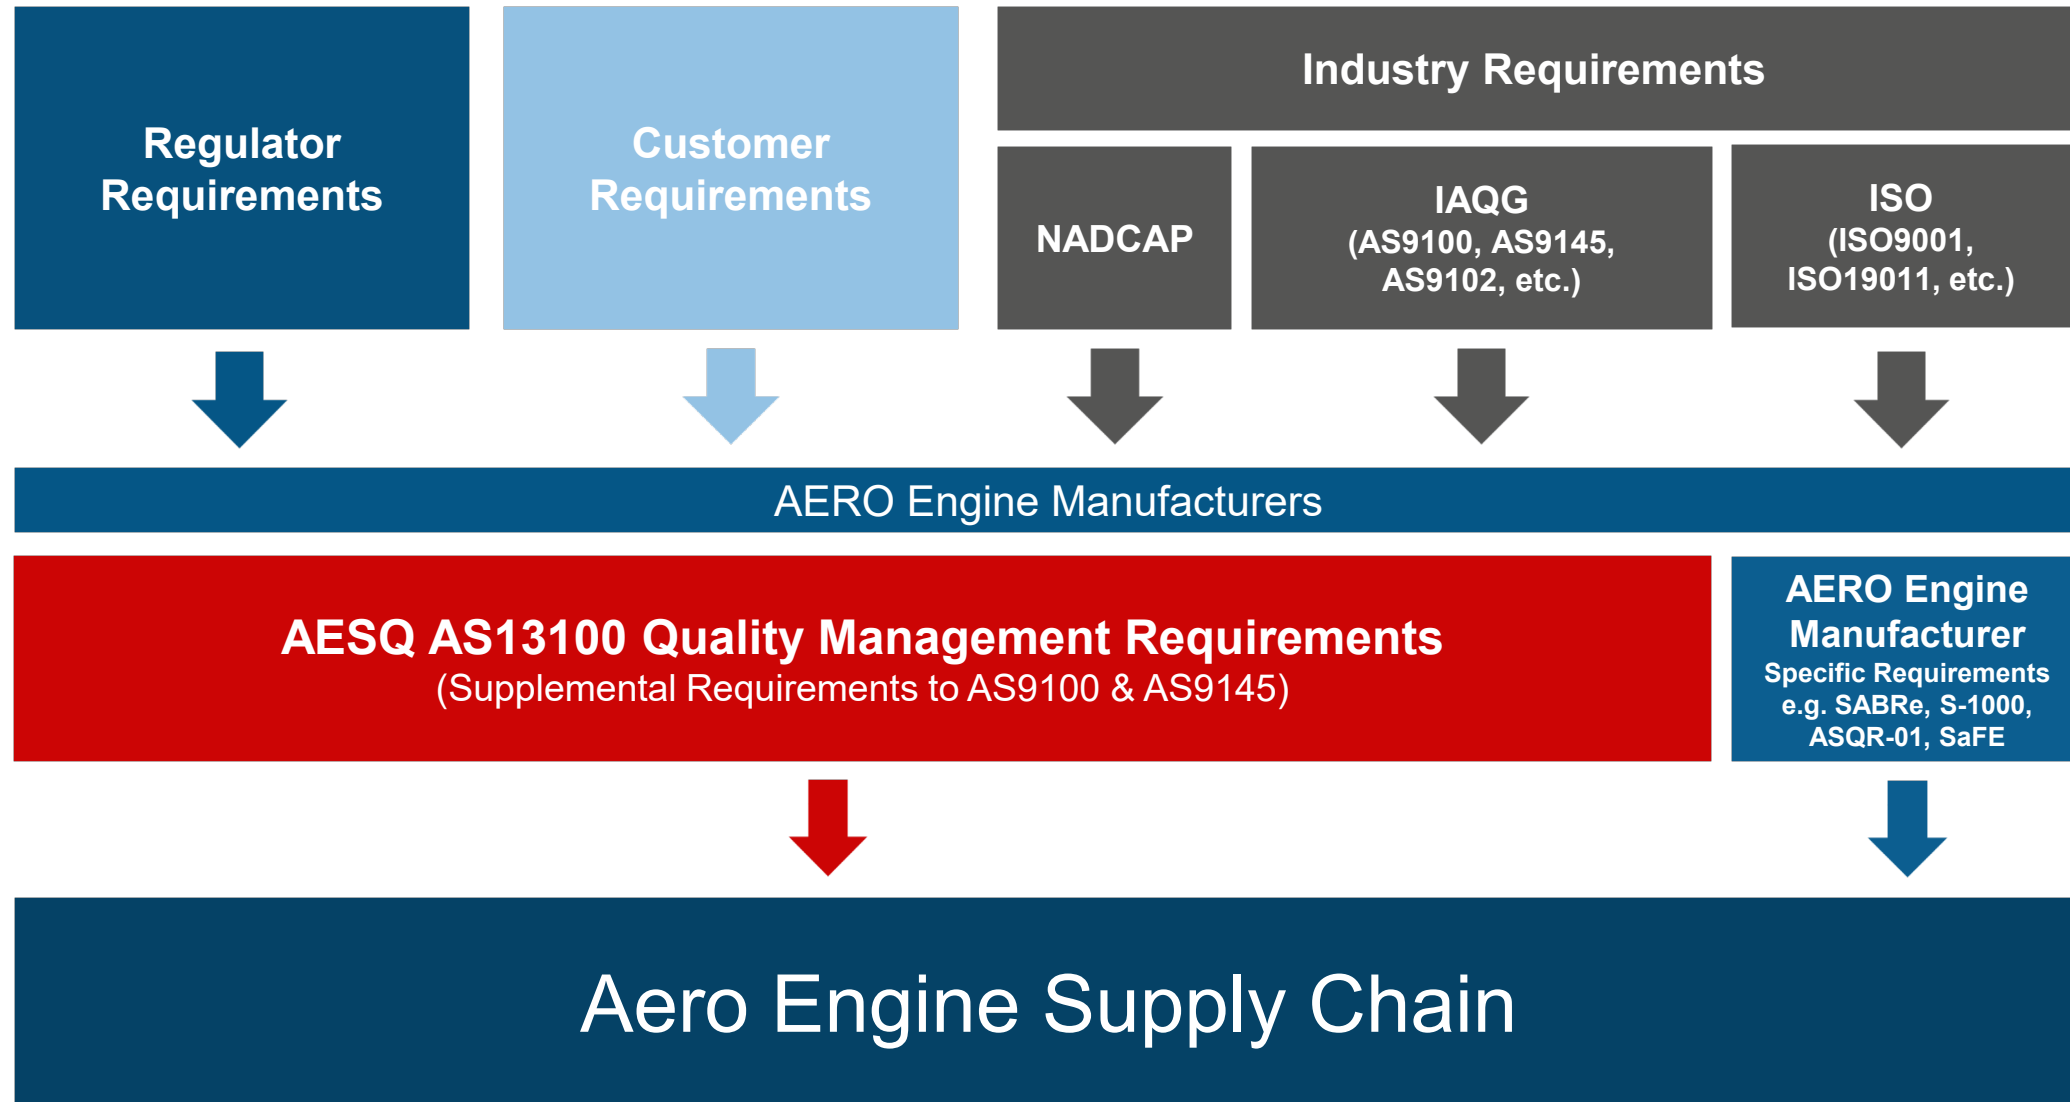 Regulator
Requirements
Customer
Requirements
Industry Requirements
NADCAP
IAQG
(AS9100, AS9145,
AS9102, etc.)
ISO
(ISO9001,
ISO19011, etc.)
AERO Engine Manufacturers
AESQ AS13100 Quality Management Requirements
(Supplemental Requirements to AS9100 & AS9145)
AERO Engine
Manufacturer
Specific Requirements
e.g. SABRe, S-1000,
ASQR-01, SaFE
Aero Engine Supply Chain